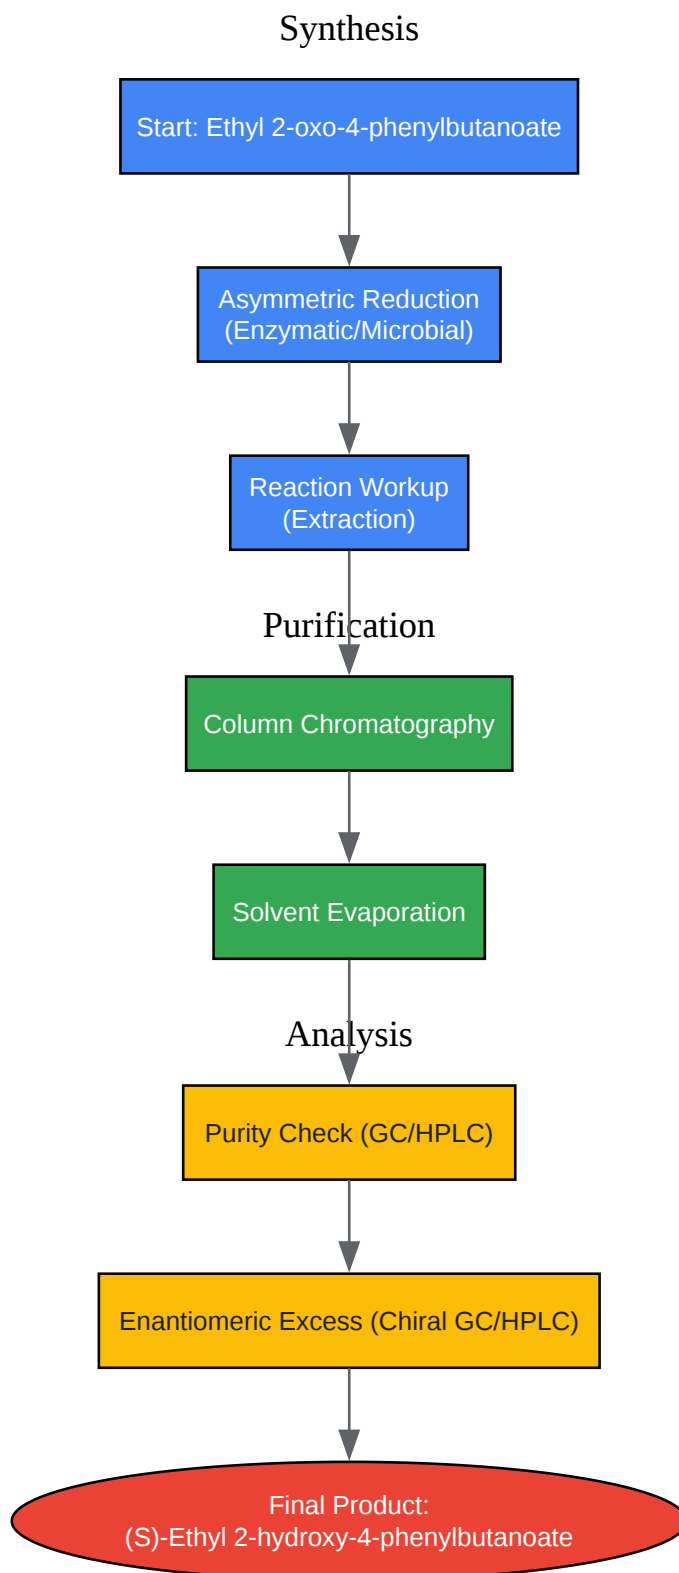 Synthesis
Start: Ethyl 2-oxo-4-phenylbutanoate
Asymmetric Reduction
(Enzymatic/Microbial)
Reaction Workup
(Extraction)
Purification
Column Chromatography
Solvent Evaporation
Analysis
Purity Check (GC/HPLC)
Enantiomeric Excess (Chiral GC/HPLC)
Final Product:
(S)-Ethyl 2-hydroxy-4-phenylbutanoate